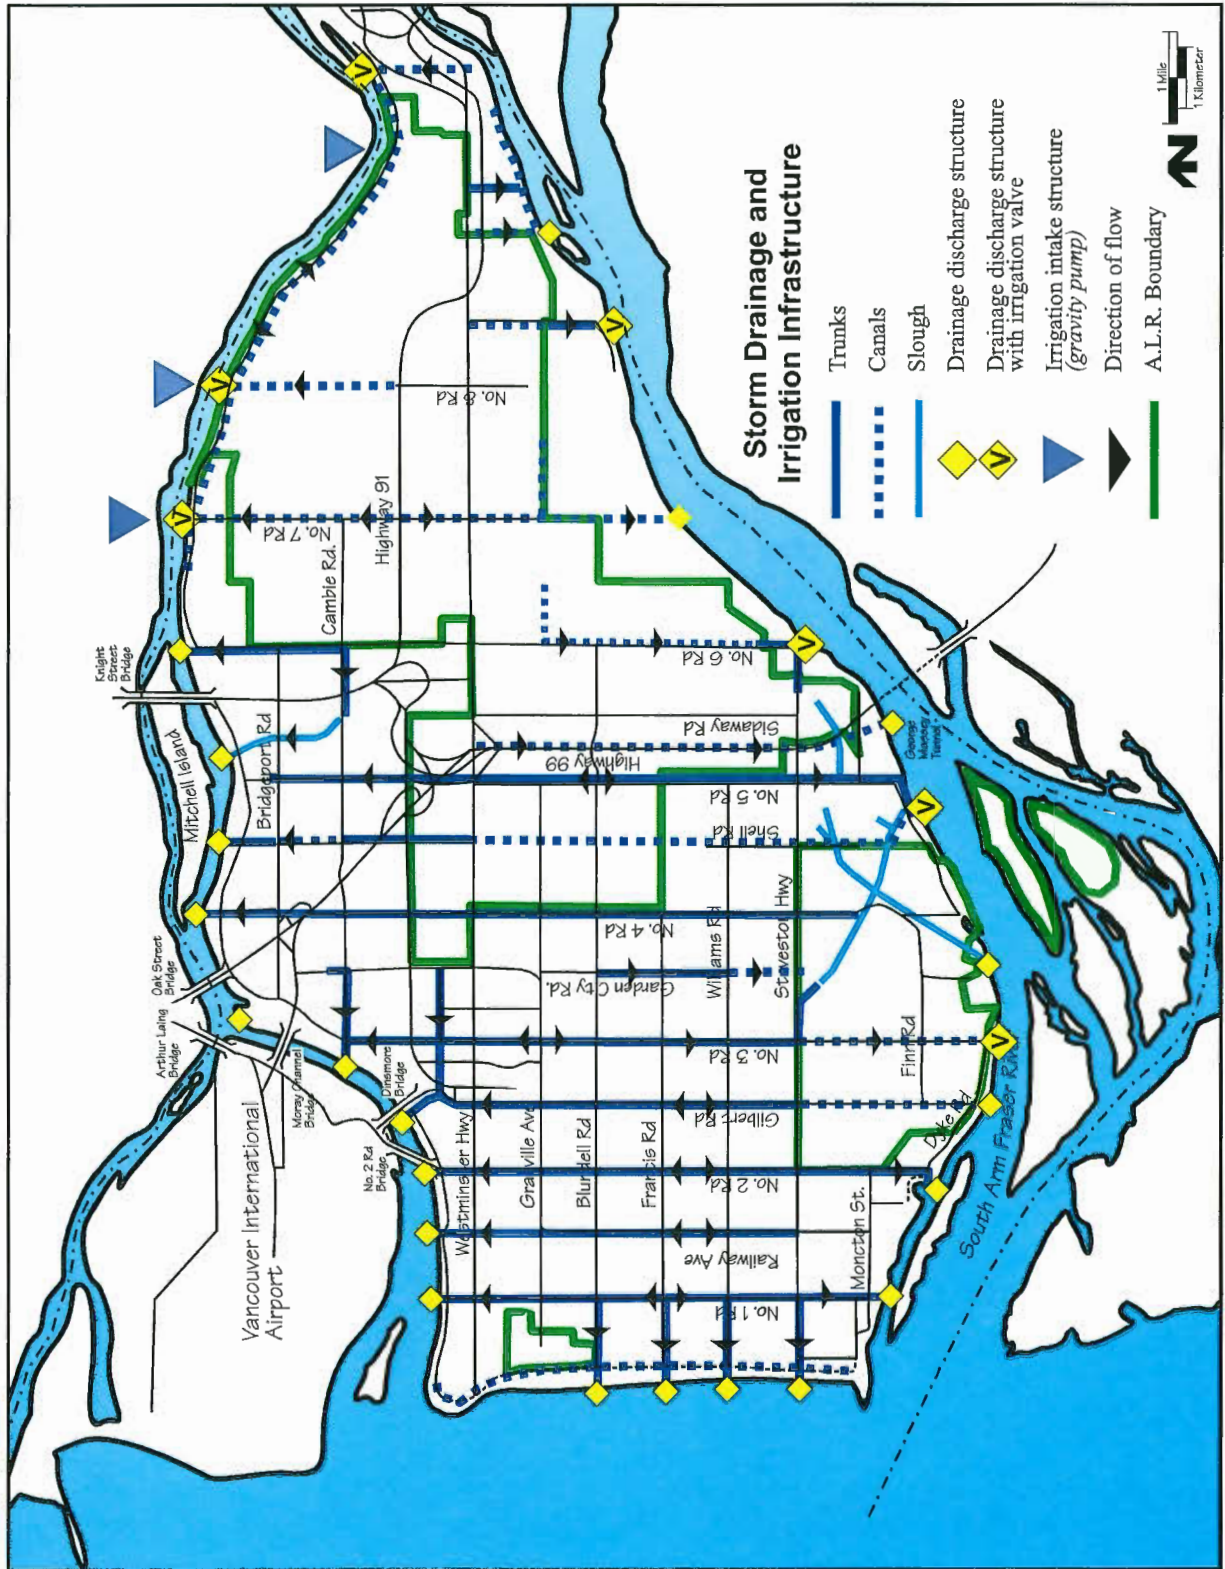 Storm Drainage and
Irrigation Infrastructure
Trunks
Canals
Slough
Drainage discharge structure
Drainage discharge structure
with irrigation valve
Irrigation intake structure
(gravity pump)
Direction of flow
A.L.R. Boundary
1 Mile
1 Kilometer
N
V
V
V
V
V
V
V
V
Knight
Street
Bridge
Mitchell Island
Oak Street
Bridge
Arthur Laing
Bridge
Moray Channel
Bridge
Dinsmore
Bridge
No. 2 Rd
Bridge
Vancouver International
Airport
Bridgeport Rd
Cambie Rd.
Highway 91
Westminster Hwy
Granville Ave
Blundell Rd
Francis Rd
Williams Rd
Steveston Hwy
Finn Rd
Dyke Rd
Moncton St.
No. 1 Rd
Railway Ave
No. 2 Rd
Gilbert Rd
No. 3 Rd
Garden City Rd.
No. 4 Rd
Shell Rd
No. 5 Rd
Highway 99
Sidaway Rd
No. 6 Rd
No. 7 Rd
No. 8 Rd
George
Massey
Tunnel
South Arm Fraser River